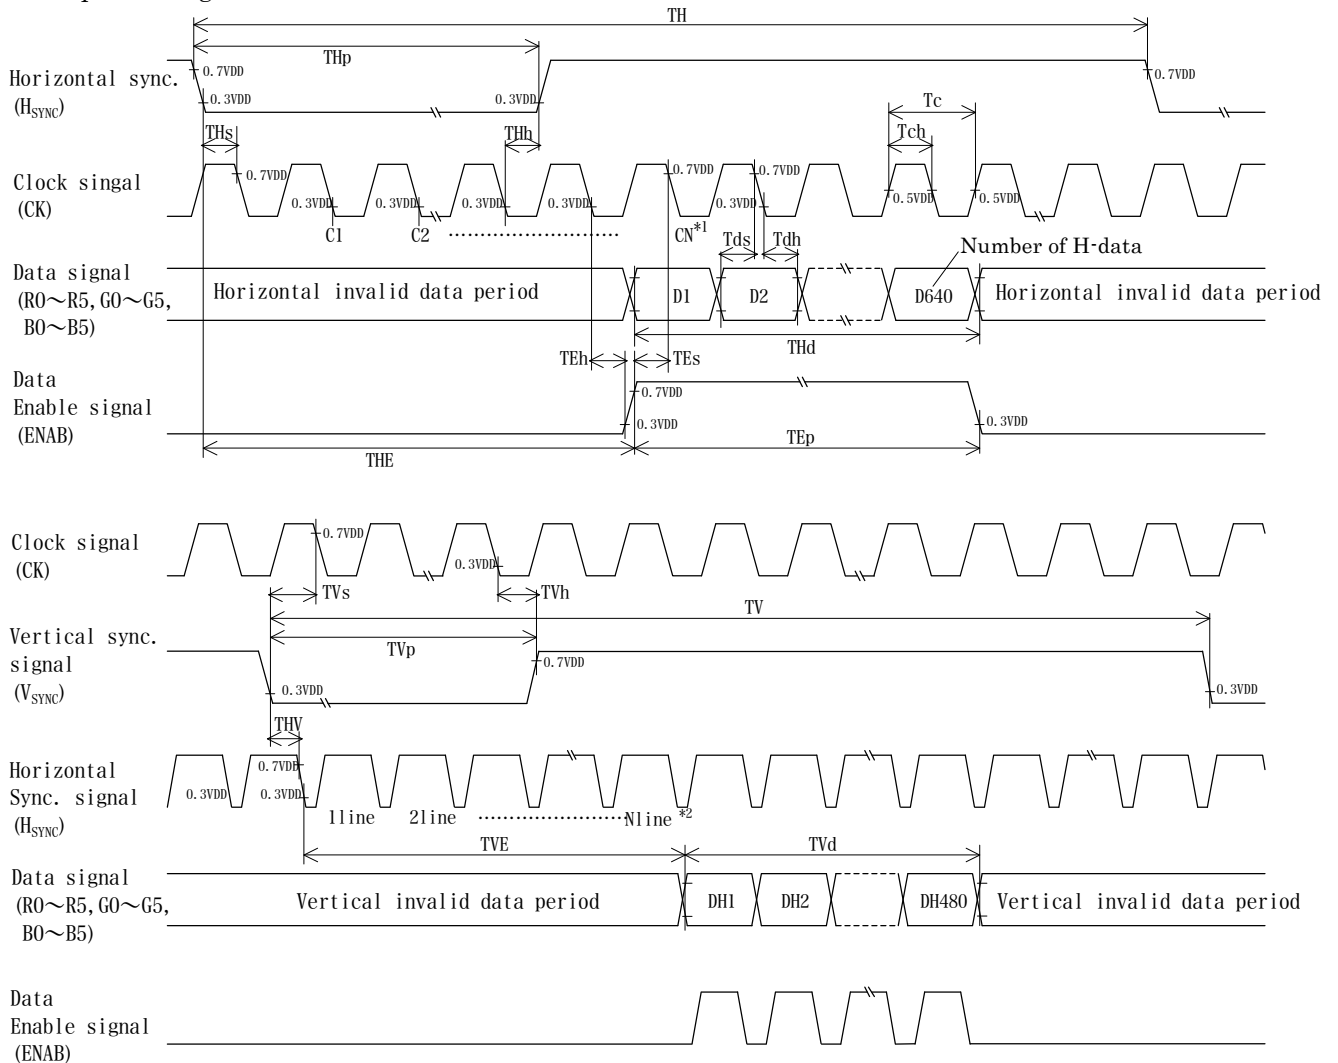 TH
THp
Horizontal sync.
(HSYNC)
0.7VDD
0.3VDD
0.3VDD
0.7VDD
Tc
THs
THh
Tch
Clock singal
(CK)
0.7VDD
0.3VDD
0.3VDD
0.3VDD
0.3VDD
0.7VDD
0.3VDD
0.7VDD
0.5VDD
0.5VDD
C1
C2
CN*1
Tds
Tdh
Number of H-data
Data signal
(R0～R5, G0～G5,
B0～B5)
Horizontal invalid data period
D1
D2
D640
Horizontal invalid data period
THd
TEh
TEs
Data
Enable signal
(ENAB)
0.7VDD
0.3VDD
0.3VDD
THE
TEp
Clock signal
(CK)
0.7VDD
0.3VDD
TVs
TVh
TV
Vertical sync.
signal
(VSYNC)
TVp
0.3VDD
0.7VDD
0.3VDD
THV
Horizontal
Sync. signal
(HSYNC)
0.7VDD
0.3VDD
0.3VDD
1line
2line
Nline *2
TVE
TVd
Data signal
(R0～R5, G0～G5,
B0～B5)
Vertical invalid data period
DH1
DH2
DH480
Vertical invalid data period
Data
Enable signal
(ENAB)